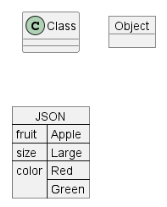 C Class
Object
JSON
fruit Apple
size Large
color Red
Green